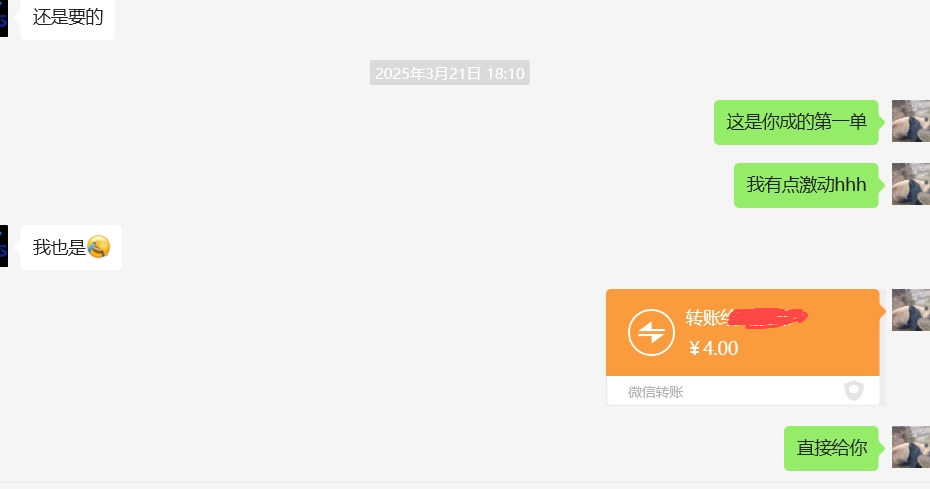 还是要的
2025年3月21日 18:10
这是你成的第一单
我有点激动hhh
我也是
转账给
￥4.00
微信转账
直接给你